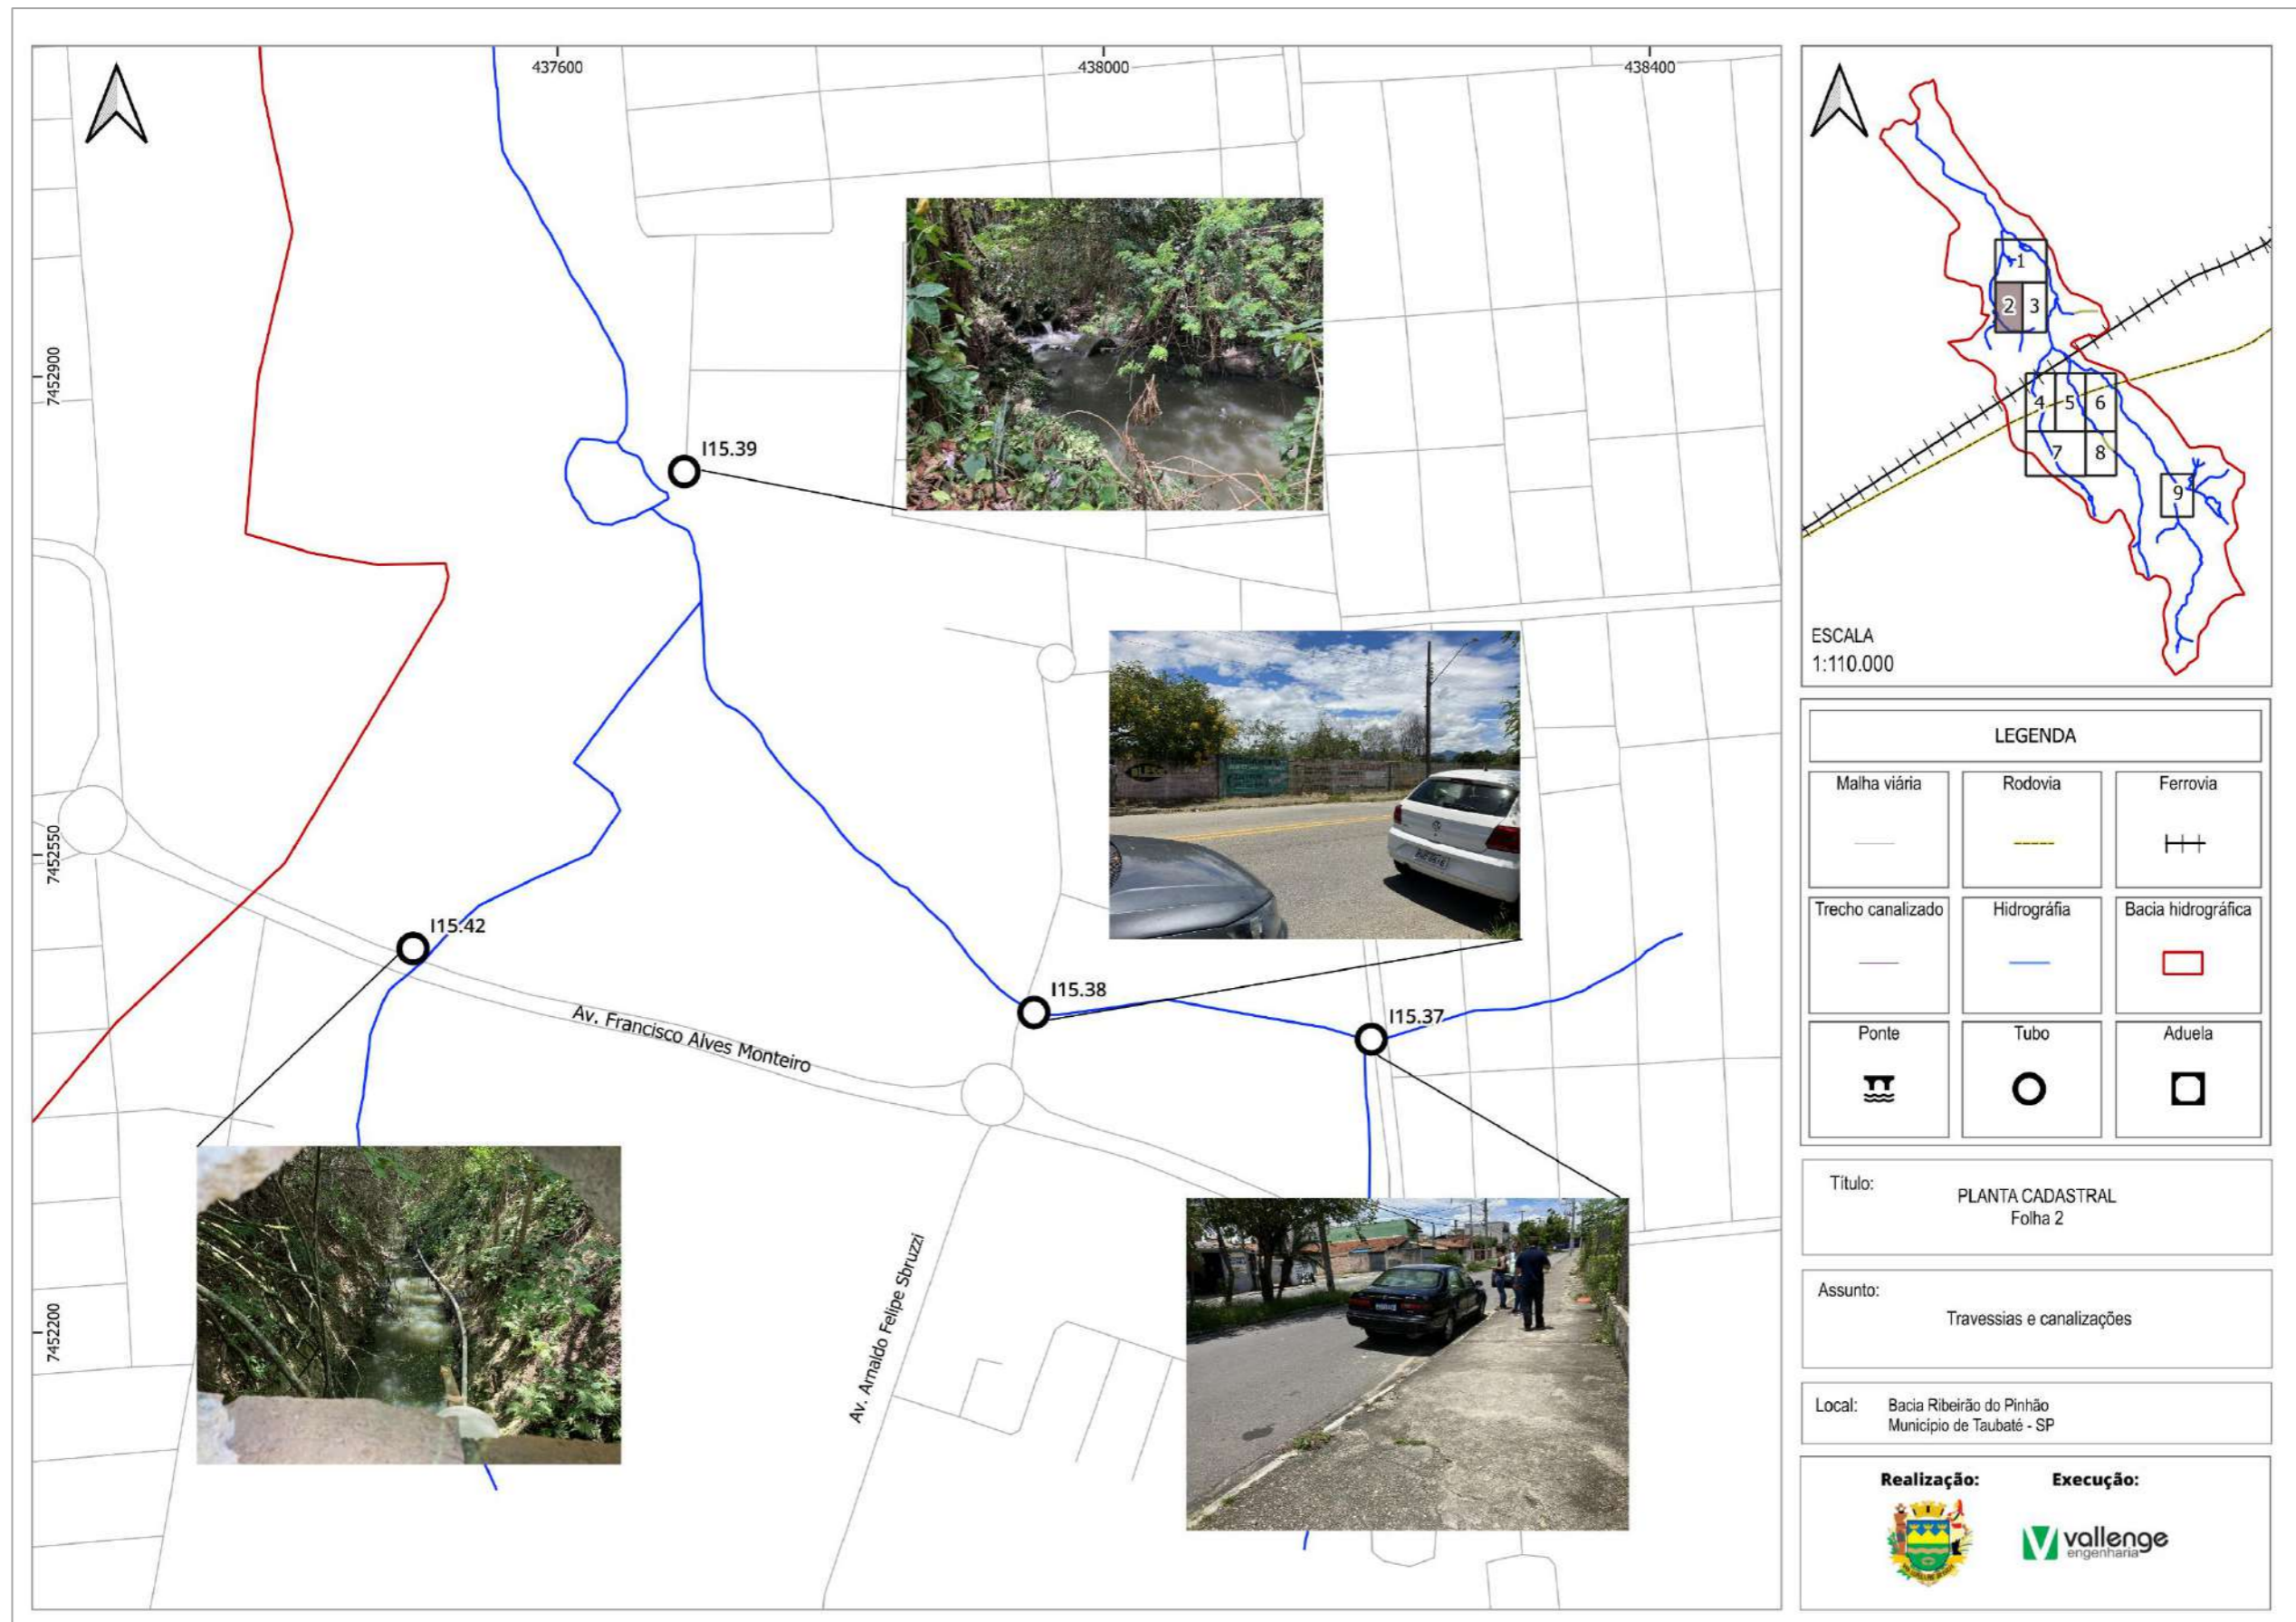 437600
438000
438400
7452900
7452550
7452200
I15.39
I15.42
I15.38
I15.37
Av. Francisco Alves Monteiro
Av. Arnaldo Felipe Sbruzzi
BLESS
1
2
3
4
5
6
7
8
9
ESCALA
1:110.000
LEGENDA
Malha viária
Rodovia
Ferrovia
Trecho canalizado
Hidrográfia
Bacia hidrográfica
Ponte
Tubo
Aduela
Título:
PLANTA CADASTRAL
Folha 2
Assunto:
Travessias e canalizações
Local:
Bacia Ribeirão do Pinhão
Município de Taubaté - SP
Realização:
Execução:
vallenge
engenharia